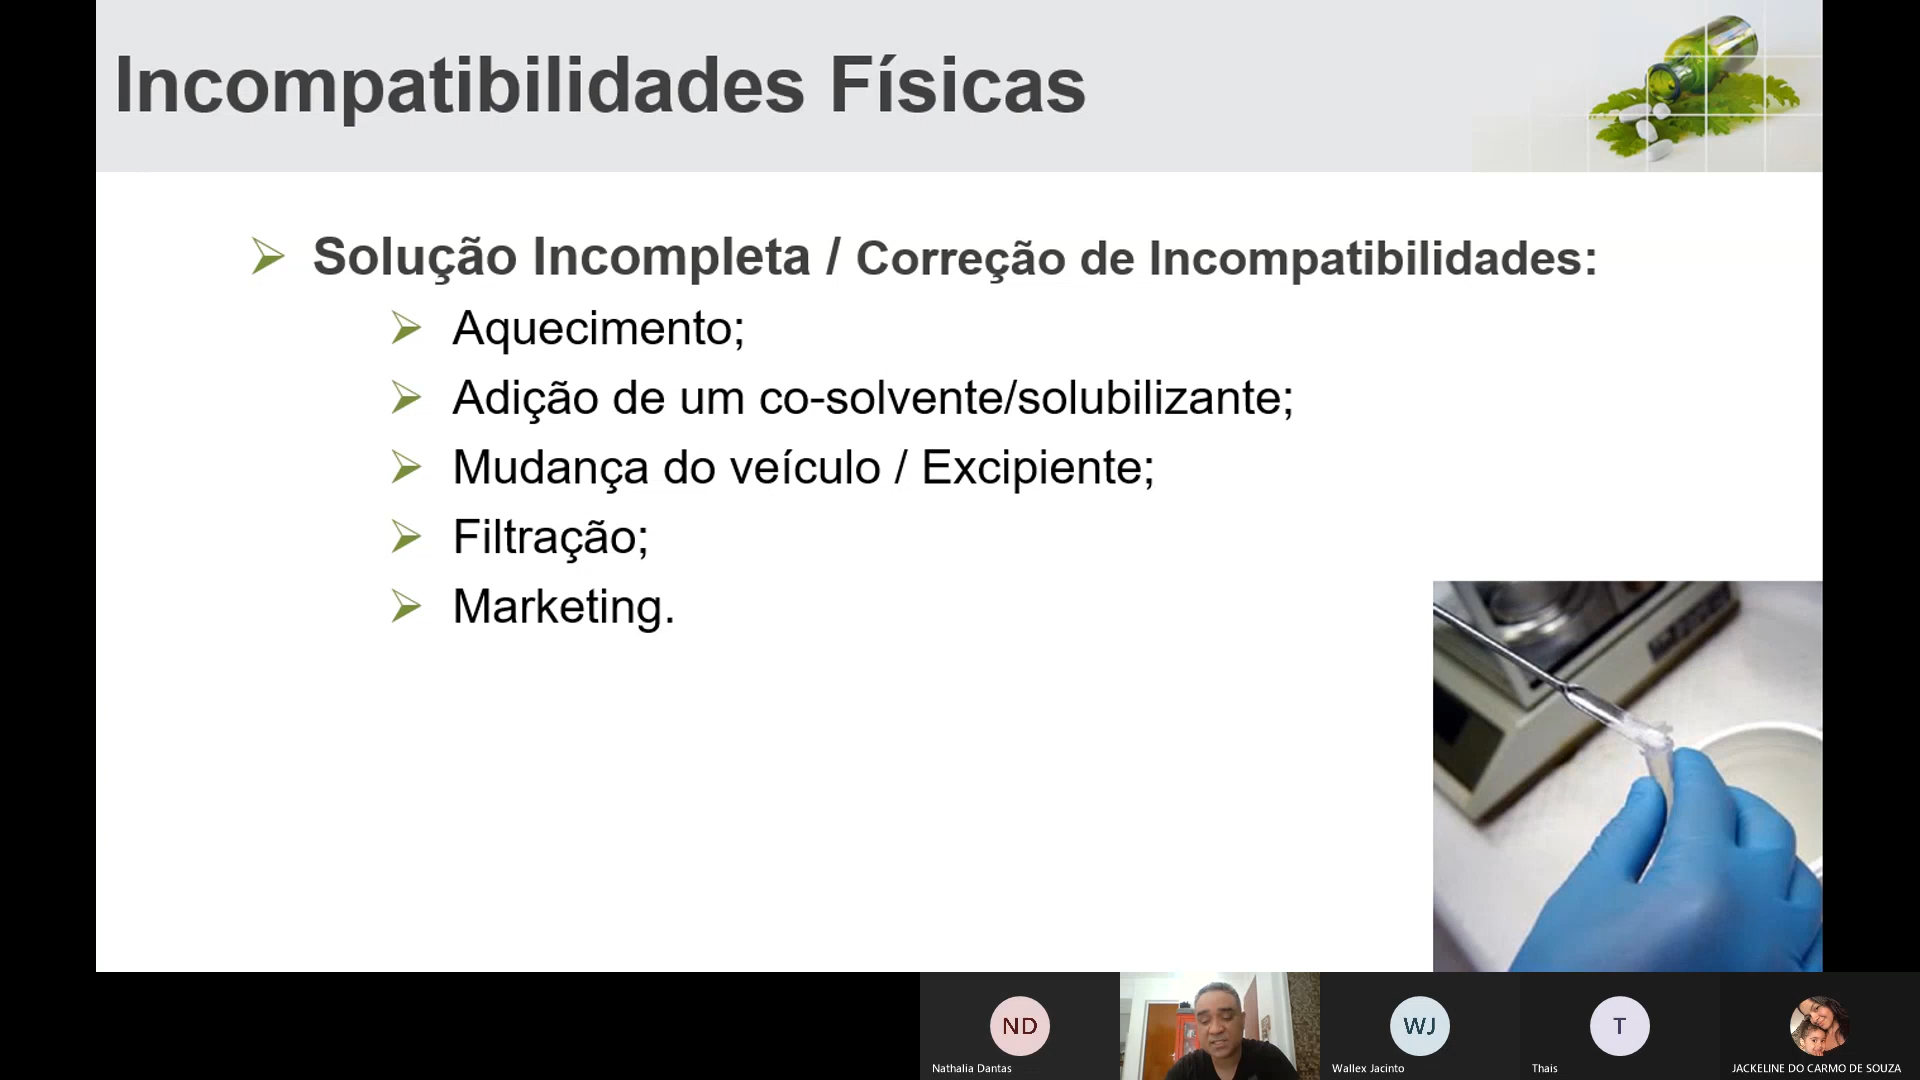 Incompatibilidades Físicas
Solução Incompleta / Correção de Incompatibilidades:
Aquecimento;
Adição de um co-solvente/solubilizante;
Mudança do veículo / Excipiente;
Filtração;
Marketing.
ND
WJ
T
Nathalia Dantas
Wallex Jacinto
Thais
JACKELINE DO CARMO DE SOUZA